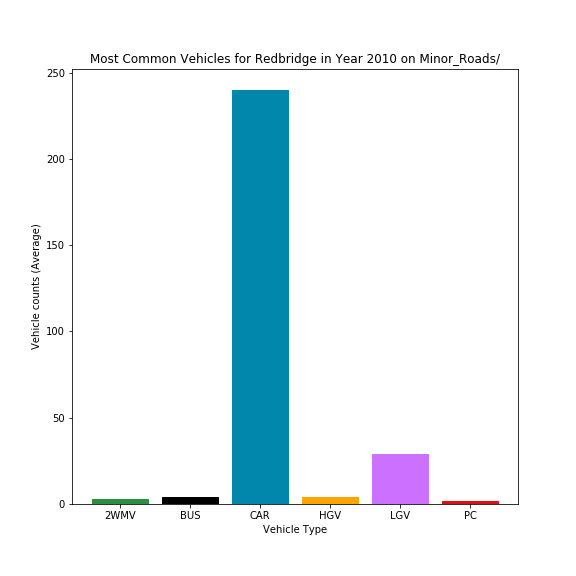 Most Common Vehicles for Redbridge in Year 2010 on Minor_Roads/
250
200
150
100
50
0
Vehicle counts (Average)
2WMV BUS CAR HGV LGV PC
Vehicle Type